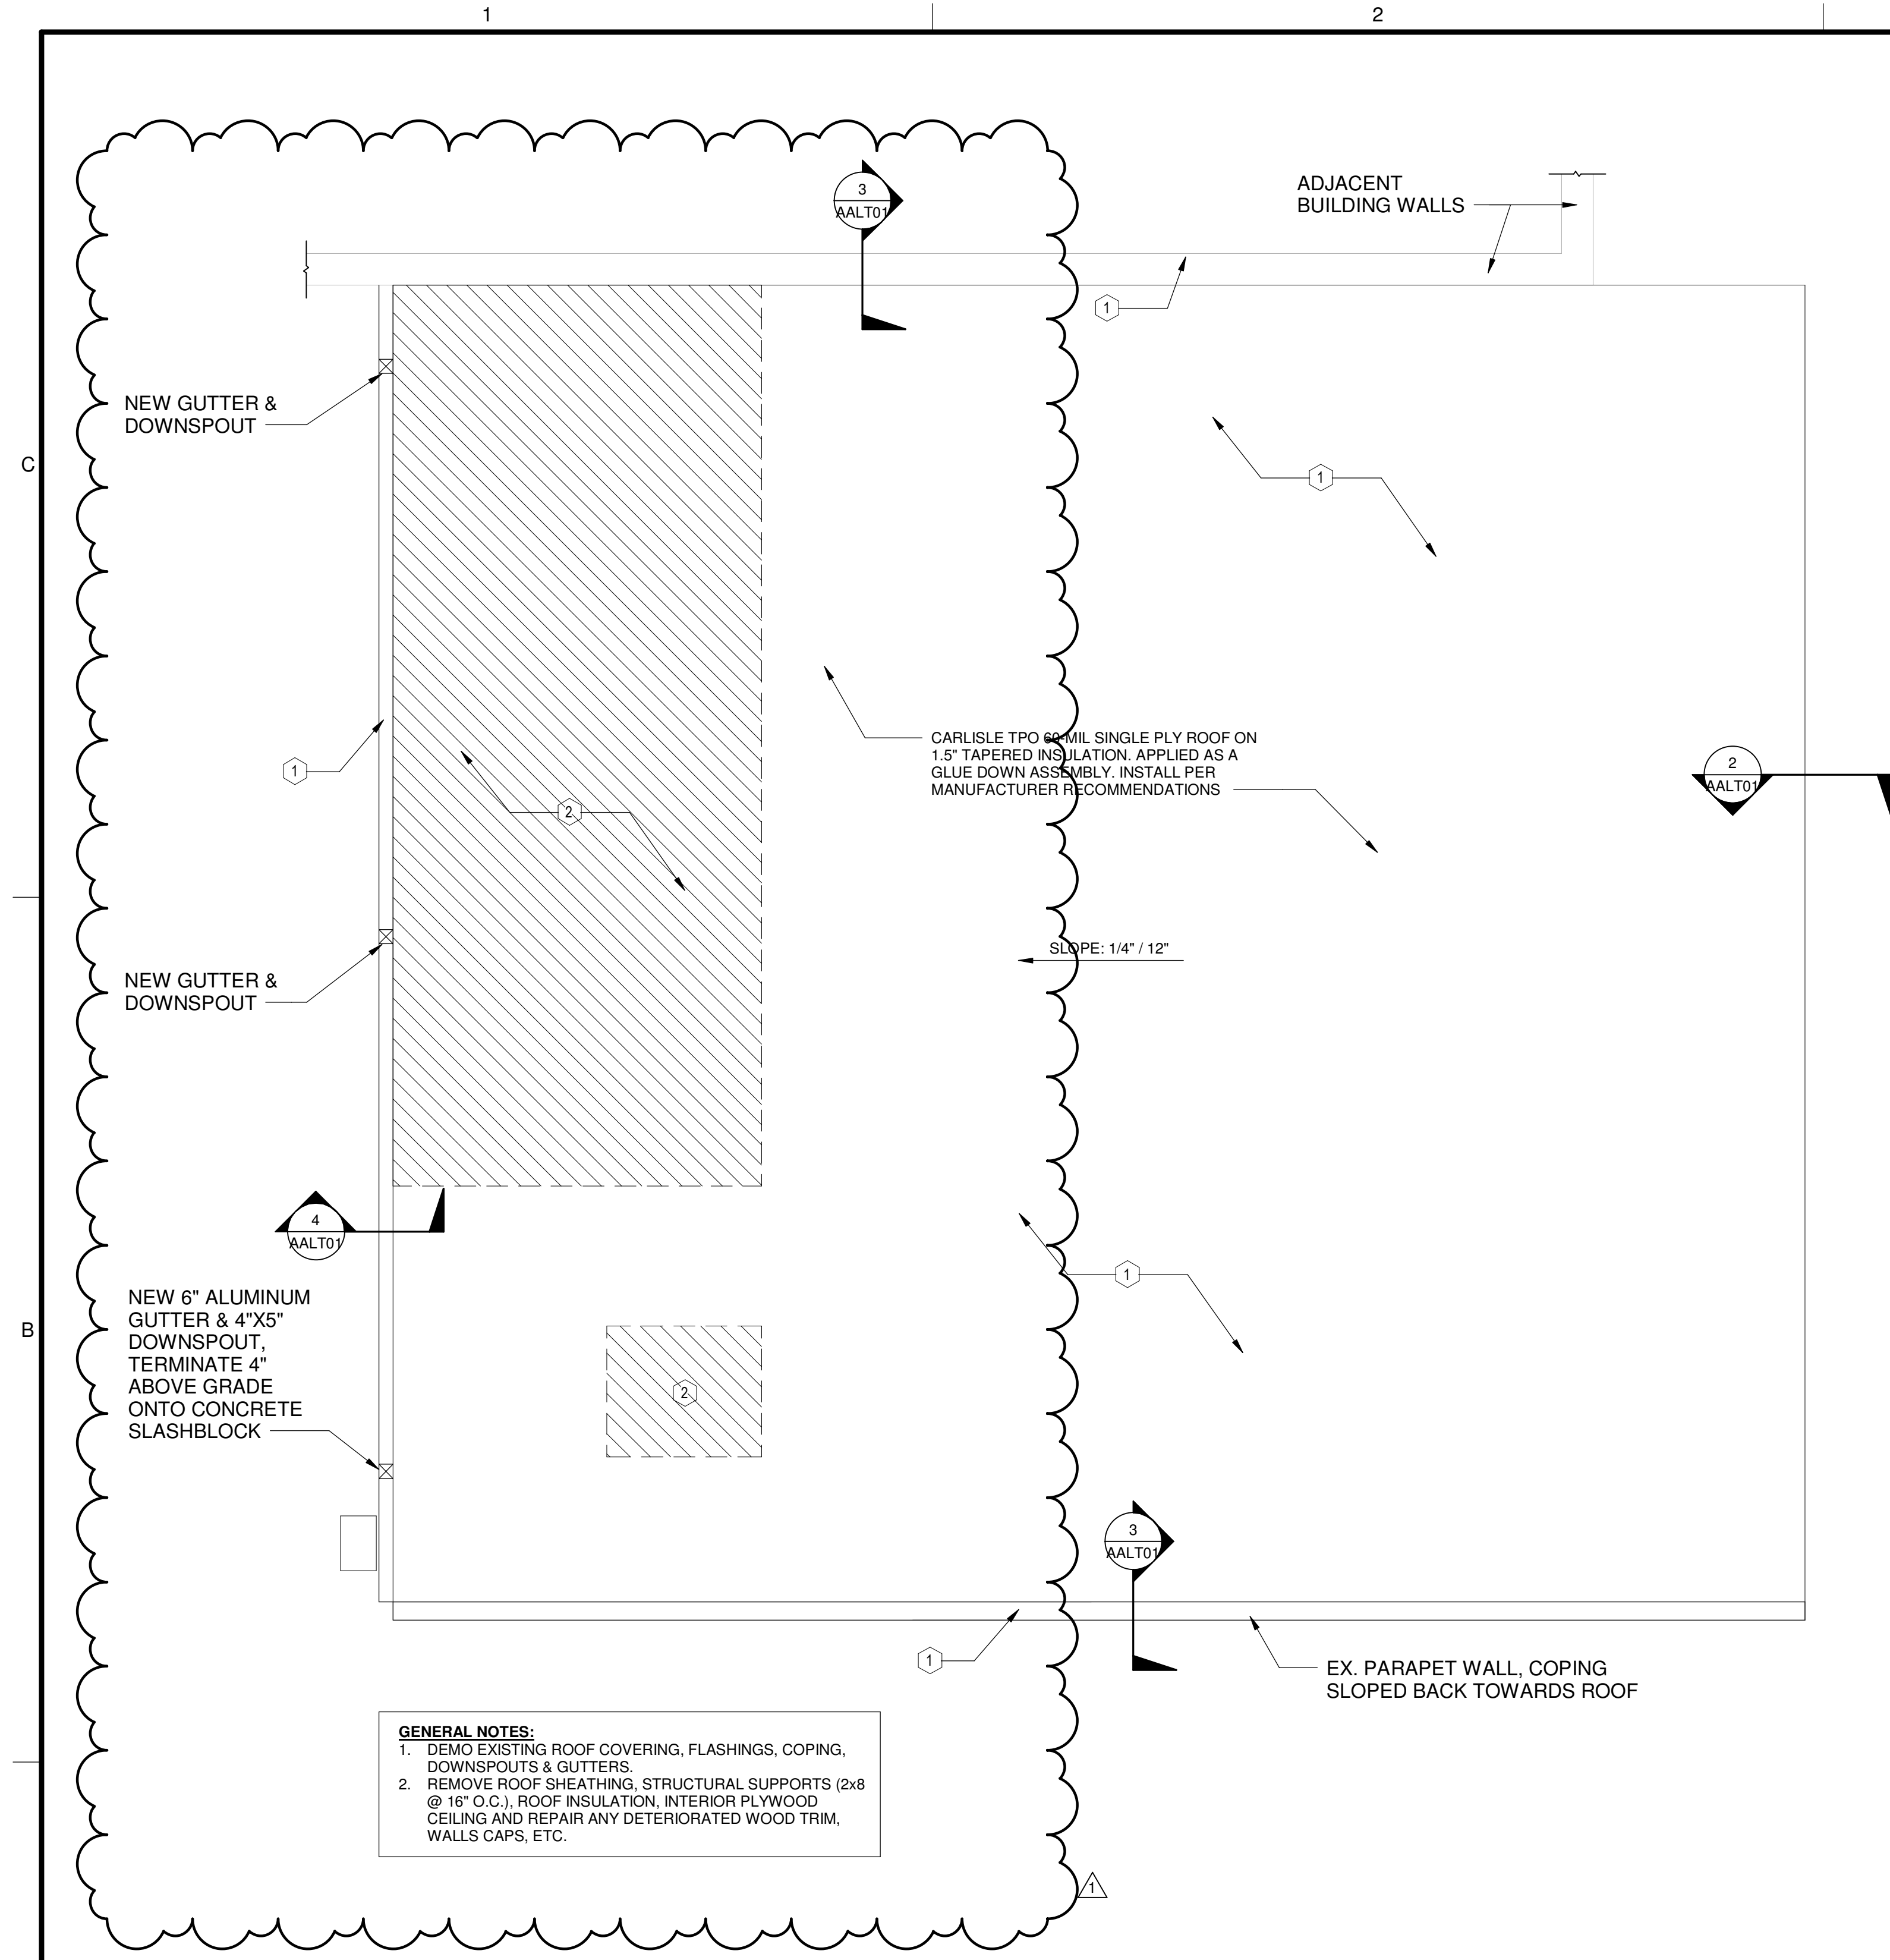 1
2
3
AALT01
ADJACENT
BUILDING WALLS
1
NEW GUTTER &
DOWNSPOUT
C
1
CARLISLE TPO 60-MIL SINGLE PLY ROOF ON
1.5" TAPERED INSULATION. APPLIED AS A
GLUE DOWN ASSEMBLY. INSTALL PER
MANUFACTURER RECOMMENDATIONS
2
AALT01
1
2
SLOPE: 1/4" / 12"
NEW GUTTER &
DOWNSPOUT
4
AALT01
1
NEW 6" ALUMINUM
GUTTER & 4"X5"
DOWNSPOUT,
TERMINATE 4"
ABOVE GRADE
ONTO CONCRETE
SLASHBLOCK
B
2
3
AALT01
1
EX. PARAPET WALL, COPING
SLOPED BACK TOWARDS ROOF
GENERAL NOTES:
1. DEMO EXISTING ROOF COVERING, FLASHINGS, COPING,
DOWNSPOUTS & GUTTERS.
2. REMOVE ROOF SHEATHING, STRUCTURAL SUPPORTS (2x8
@ 16" O.C.), ROOF INSULATION, INTERIOR PLYWOOD
CEILING AND REPAIR ANY DETERIORATED WOOD TRIM,
WALLS CAPS, ETC.
1